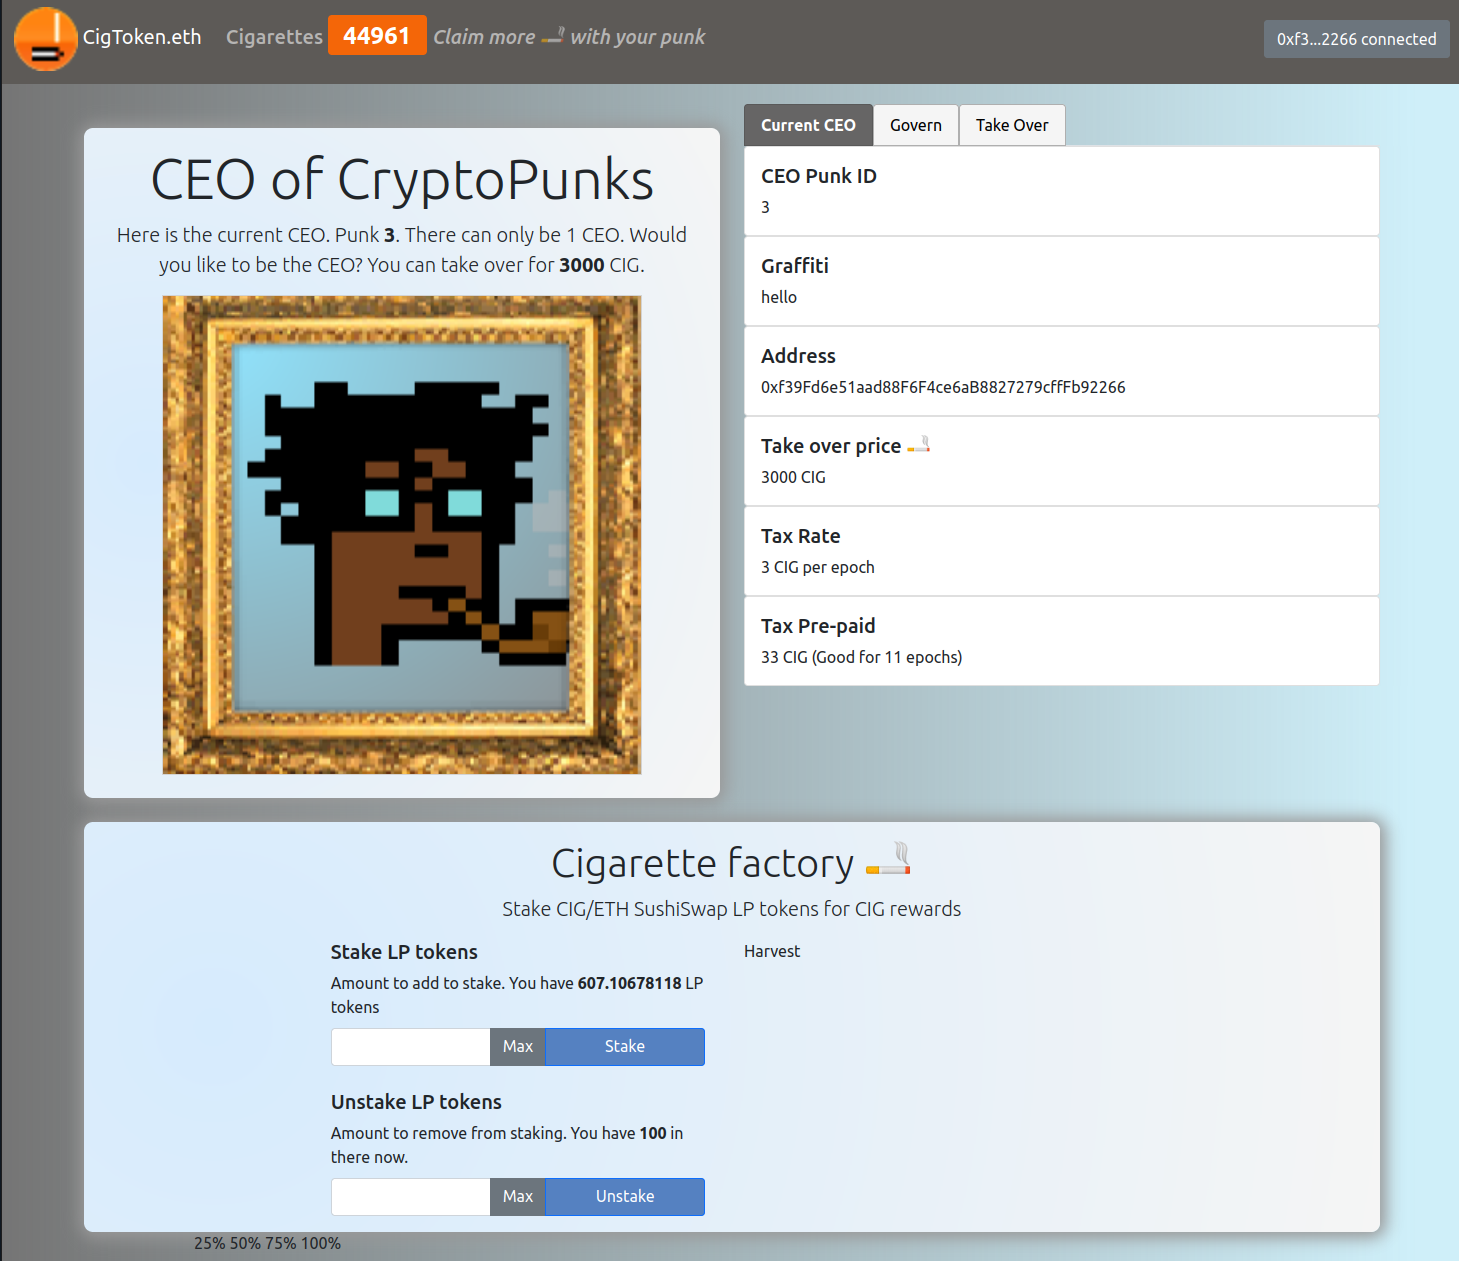 CigToken.eth Cigarettes 44961 Claim more with your punk 0xf3...2266 connected
CEO of CryptoPunks
Here is the current CEO. Punk 3. There can only be 1 CEO. Would
you like to be the CEO? You can take over for 3000 CIG.
Current CEO Govern Take Over
CEO Punk ID
3
Graffiti
hello
Address
0xf39Fd6e51aad88F6F4ce6aB8827279cffFb92266
Take over price
3000 CIG
Tax Rate
3 CIG per epoch
Tax Pre-paid
33 CIG (Good for 11 epochs)
Cigarette factory
Stake CIG/ETH SushiSwap LP tokens for CIG rewards
Stake LP tokens
Amount to add to stake. You have 607.10678118 LP
tokens
Max Stake
Unstake LP tokens
Amount to remove from staking. You have 100 in
there now.
Max Unstake
Harvest
25% 50% 75% 100%